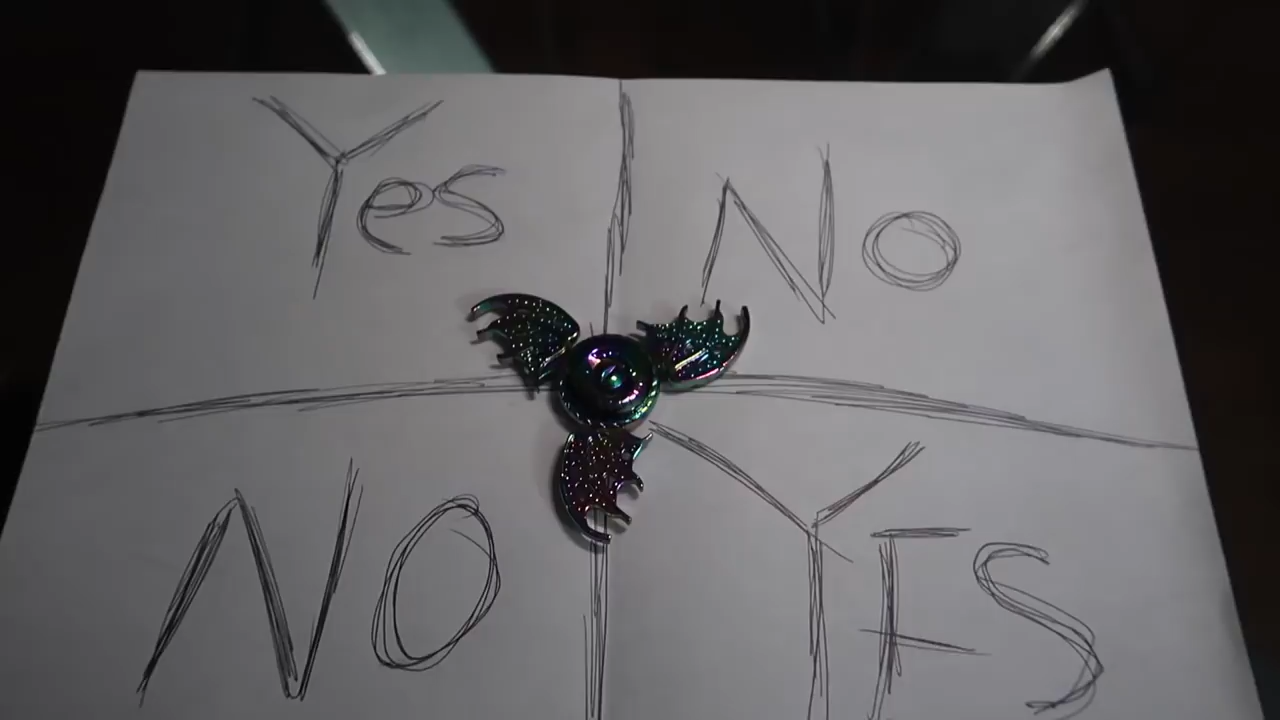 Yes No
NO YES